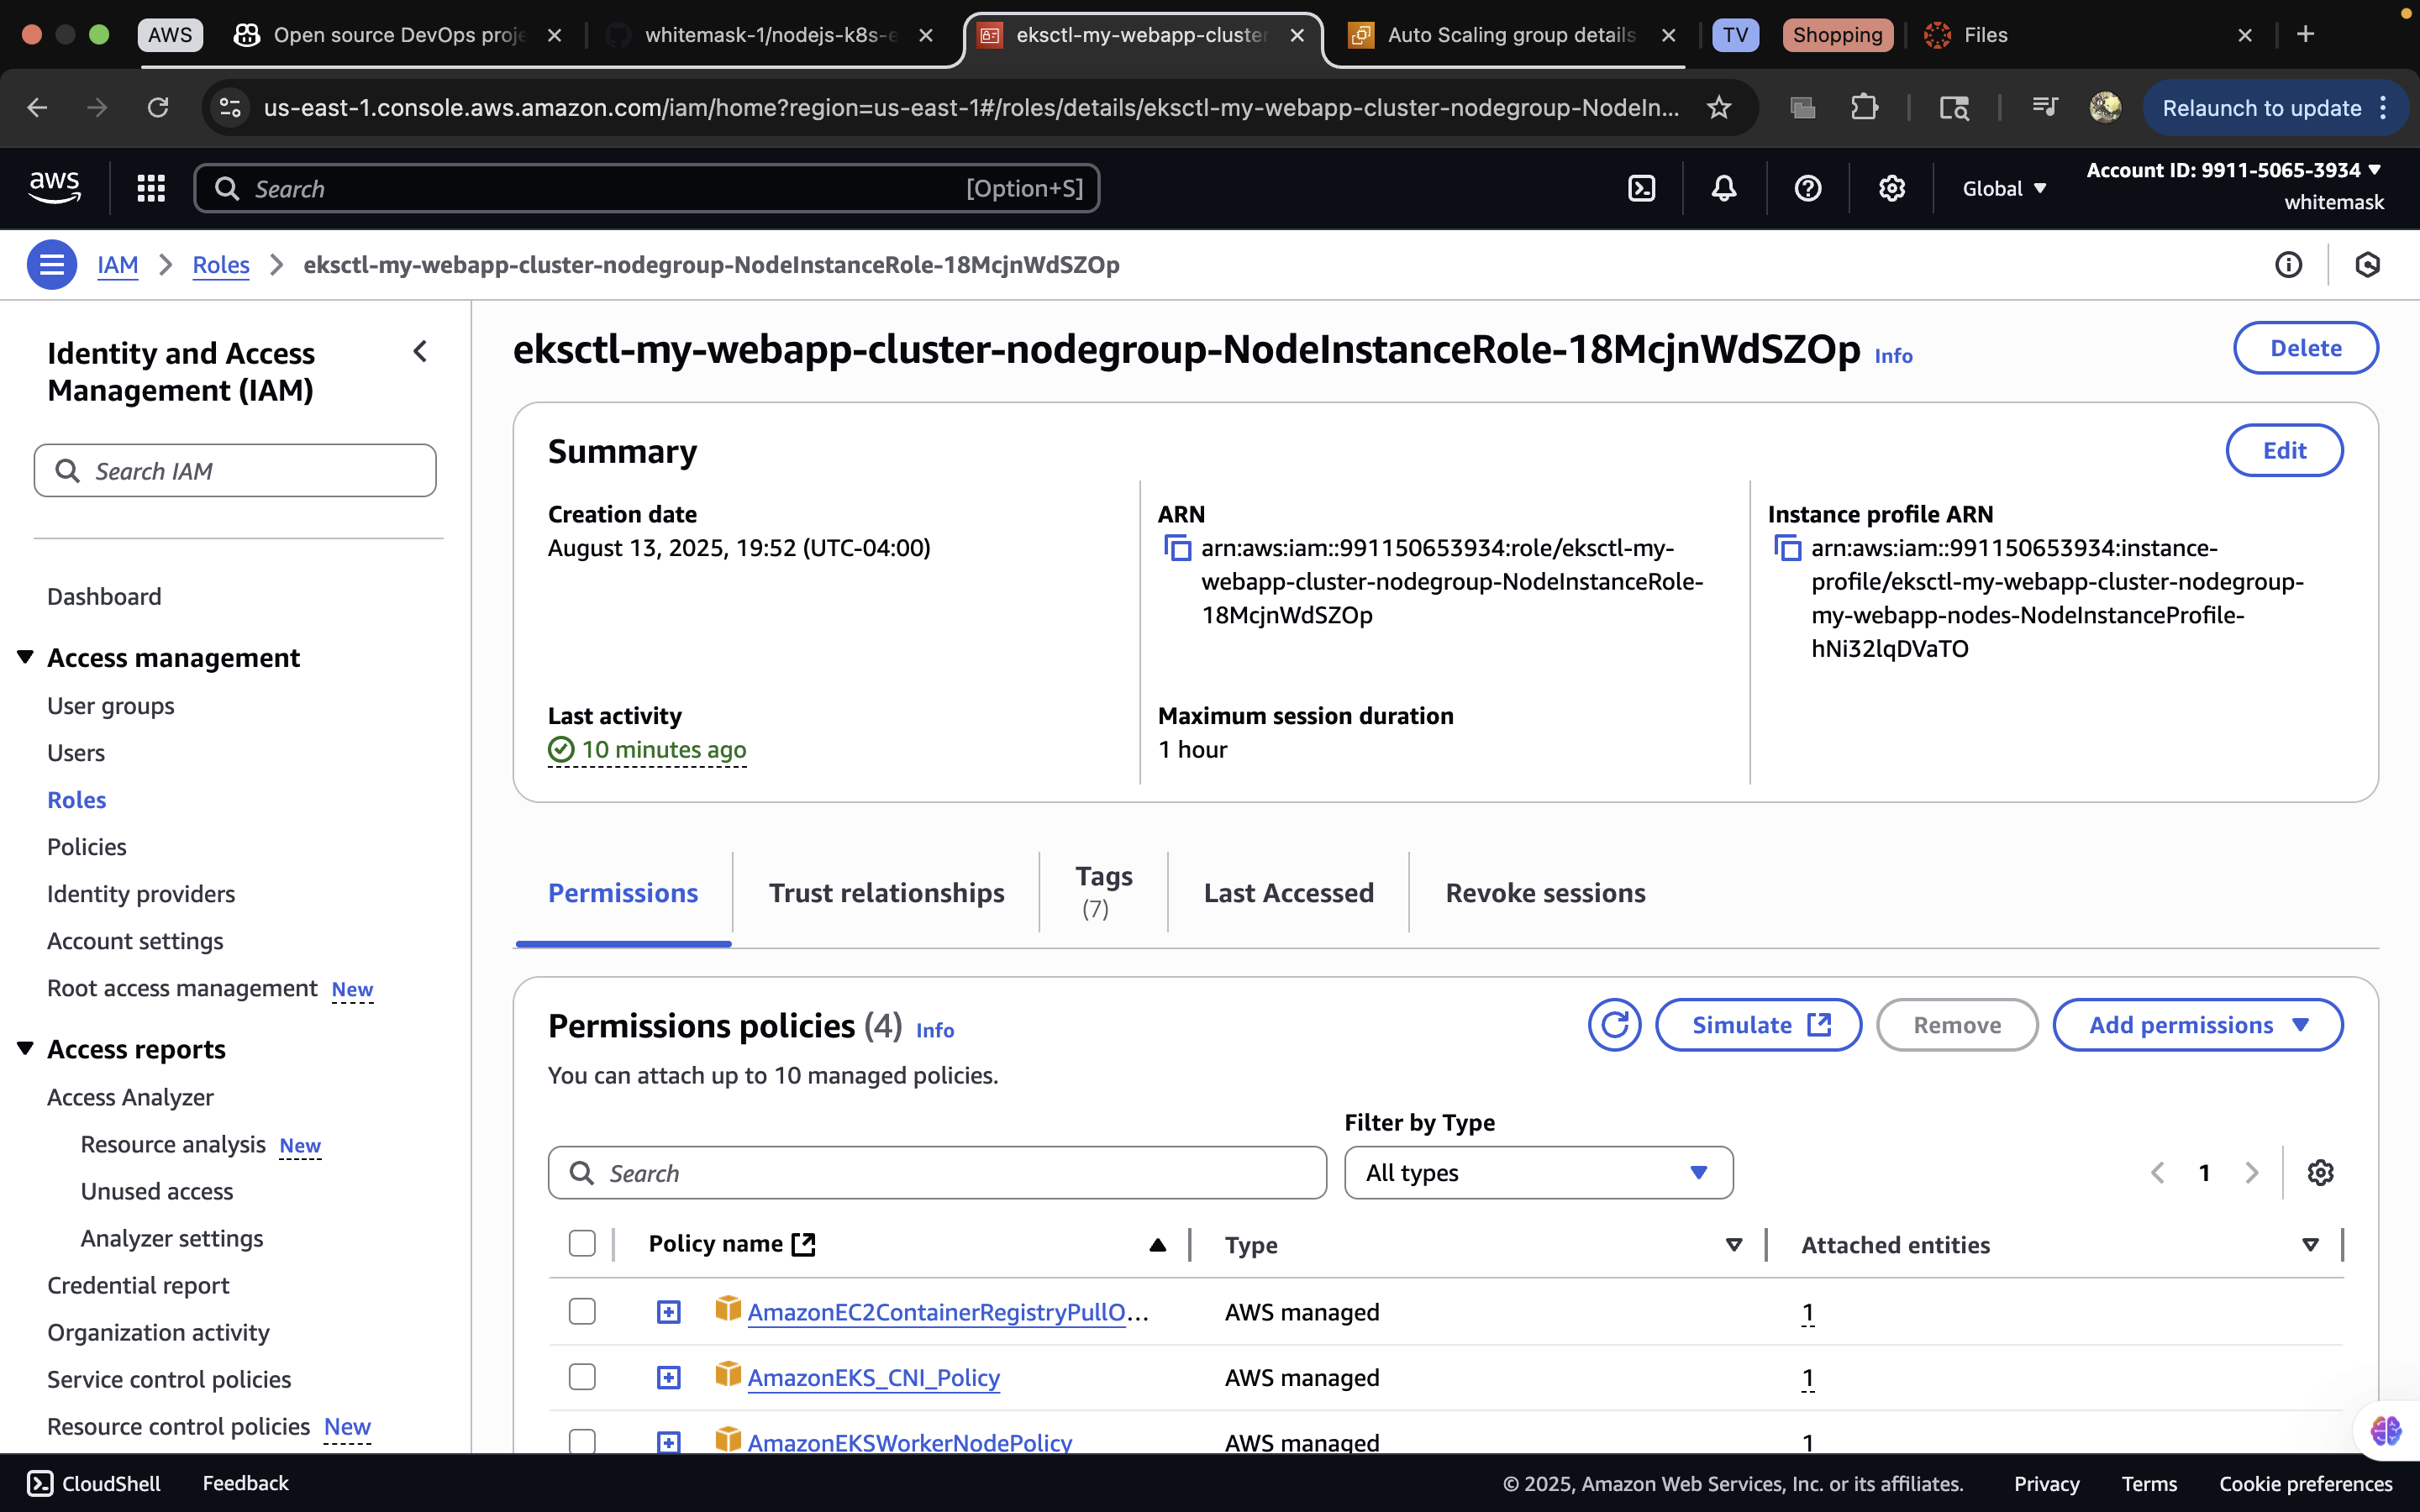 AWS
Open source DevOps proje
whitemask-1/nodejs-k8s-e
eksctl-my-webapp-cluster
Auto Scaling group details
TV
Shopping
Files
us-east-1.console.aws.amazon.com/iam/home?region=us-east-1#/roles/details/eksctl-my-webapp-cluster-nodegroup-NodeIn...
Relaunch to update
aws
Search
[Option+S]
Global
Account ID: 9911-5065-3934
whitemask
IAM
Roles
eksctl-my-webapp-cluster-nodegroup-NodeInstanceRole-18McjnWdSZOp
Identity and Access
Management (IAM)
Search IAM
Dashboard
Access management
User groups
Users
Roles
Policies
Identity providers
Account settings
Root access management New
Access reports
Access Analyzer
Resource analysis New
Unused access
Analyzer settings
Credential report
Organization activity
Service control policies
Resource control policies New
eksctl-my-webapp-cluster-nodegroup-NodeInstanceRole-18McjnWdSZOp Info
Delete
Summary
Edit
Creation date
August 13, 2025, 19:52 (UTC-04:00)
ARN
arn:aws:iam::991150653934:role/eksctl-my-
webapp-cluster-nodegroup-NodeInstanceRole-
18McjnWdSZOp
Instance profile ARN
arn:aws:iam::991150653934:instance-
profile/eksctl-my-webapp-cluster-nodegroup-
my-webapp-nodes-NodeInstanceProfile-
hNi32lqDVaTO
Last activity
10 minutes ago
Maximum session duration
1 hour
Permissions
Trust relationships
Tags
(7)
Last Accessed
Revoke sessions
Permissions policies (4) Info
Simulate
Remove
Add permissions
You can attach up to 10 managed policies.
Filter by Type
Search
All types
1
Policy name
Type
Attached entities
AmazonEC2ContainerRegistryPullO...
AWS managed
1
AmazonEKS_CNI_Policy
AWS managed
1
AmazonEKSWorkerNodePolicy
AWS managed
1
CloudShell
Feedback
© 2025, Amazon Web Services, Inc. or its affiliates.
Privacy
Terms
Cookie preferences